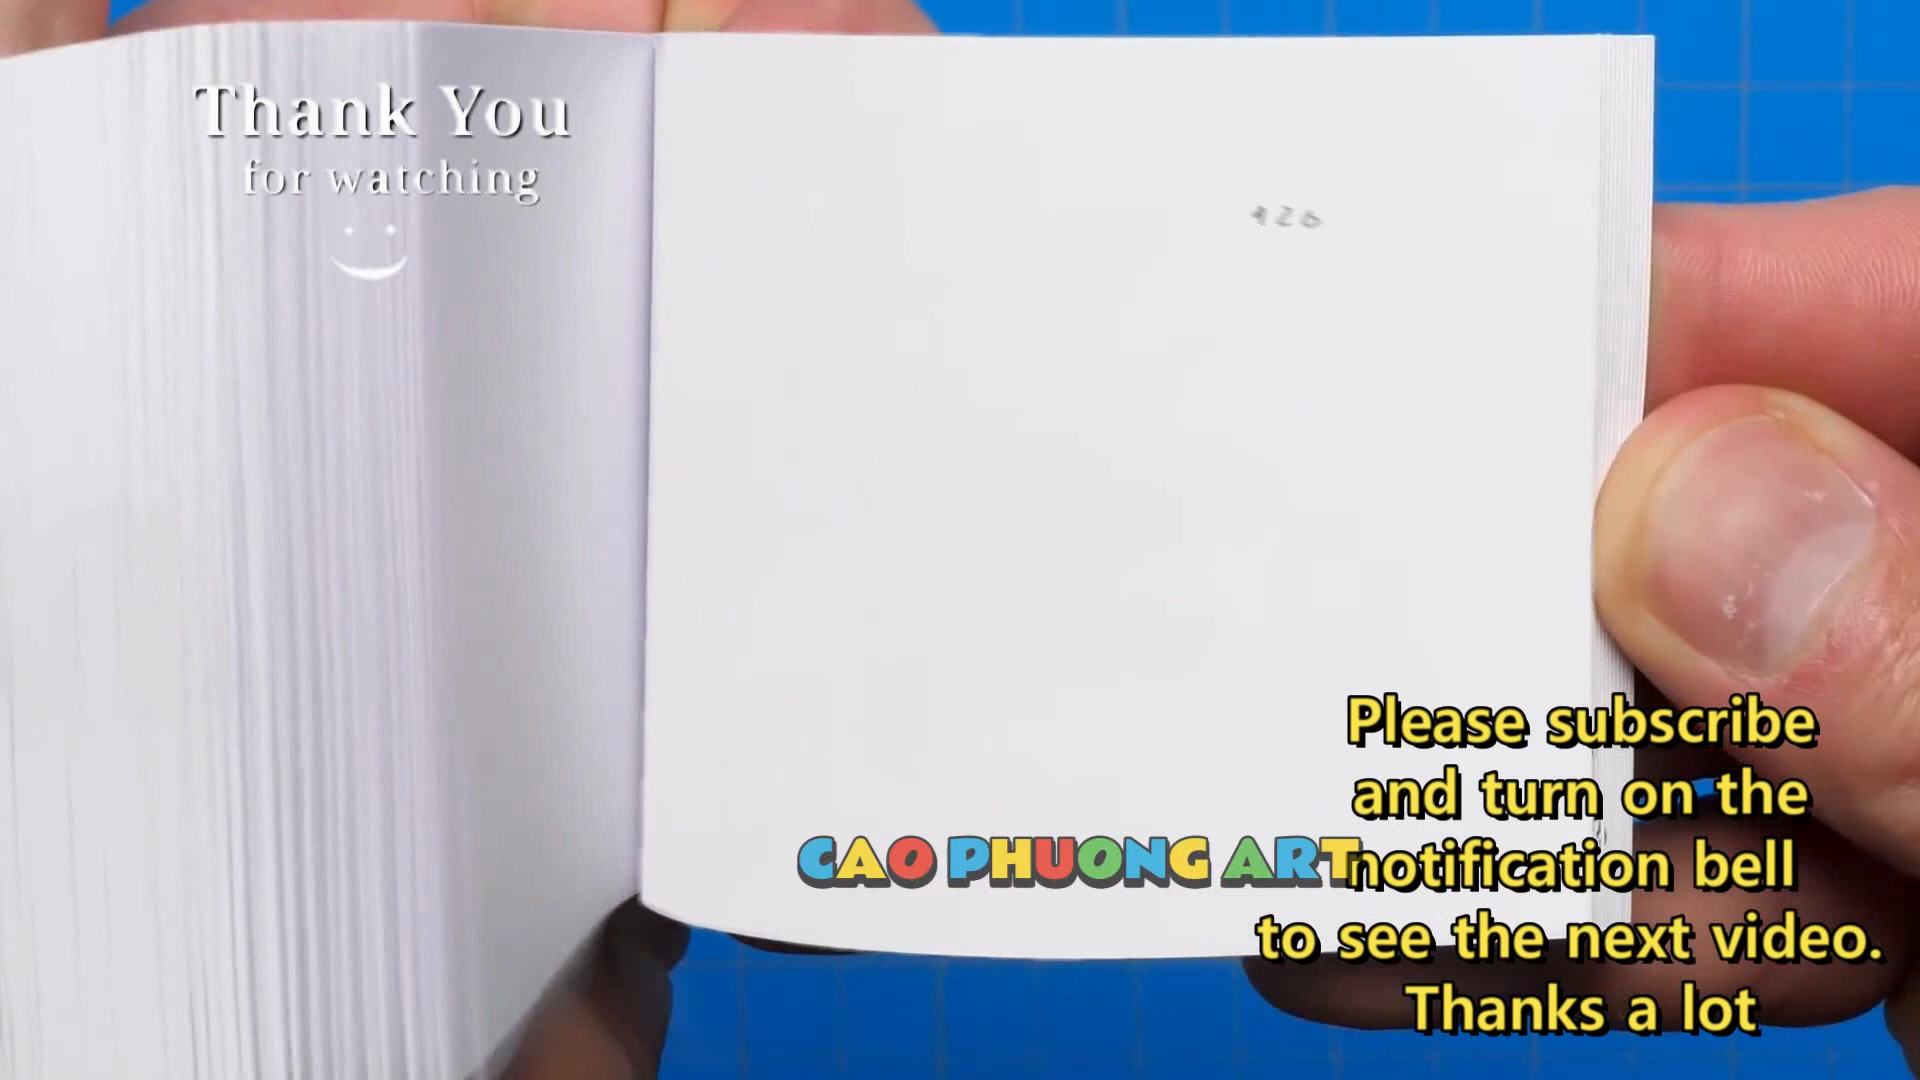 Thank You
for watching
426
CAO PHUONG ART
Please subscribe
and turn on the
notification bell
to see the next video.
Thanks a lot